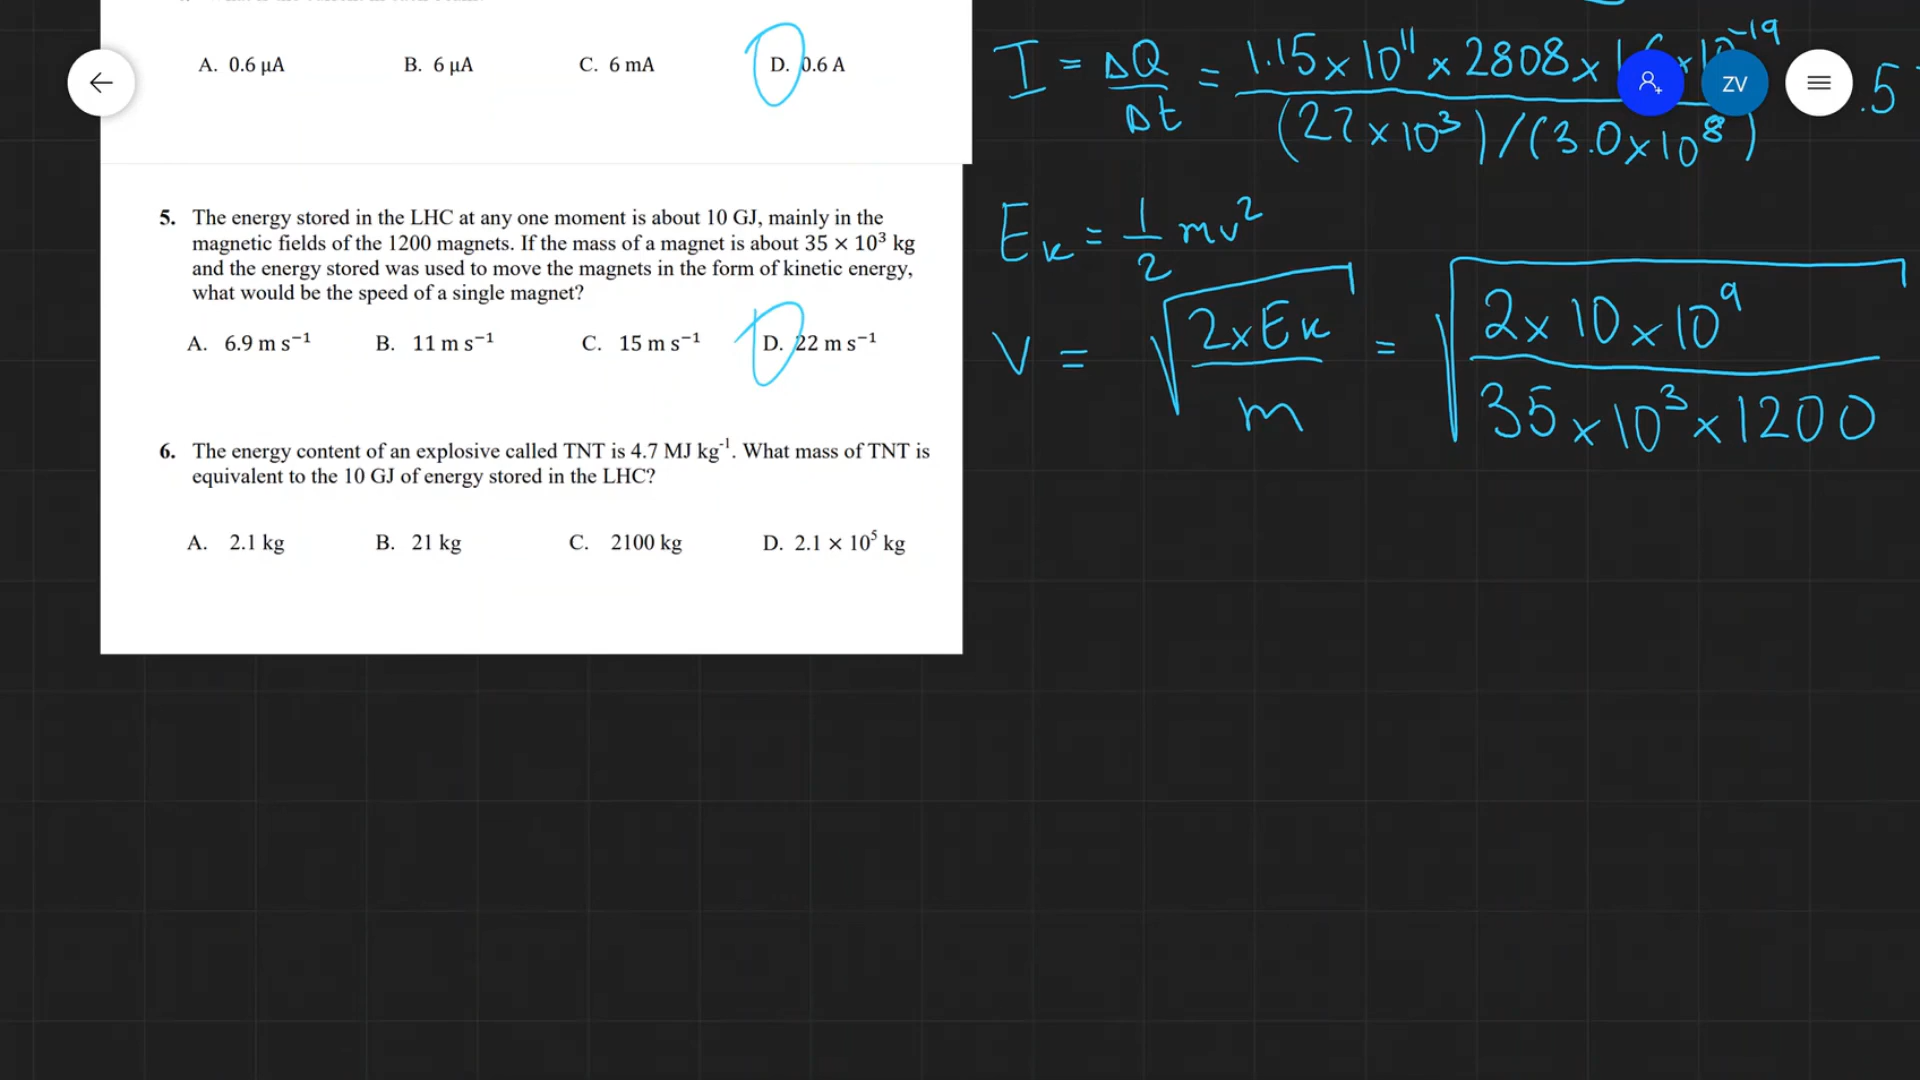 A. 0.6 μA B. 6 μA C. 6 mA D. 0.6 A
5. The energy stored in the LHC at any one moment is about 10 GJ, mainly in the
magnetic fields of the 1200 magnets. If the mass of a magnet is about 35 × 10³ kg
and the energy stored was used to move the magnets in the form of kinetic energy,
what would be the speed of a single magnet?
A. 6.9 m s⁻¹ B. 11 m s⁻¹ C. 15 m s⁻¹ D. 22 m s⁻¹
6. The energy content of an explosive called TNT is 4.7 MJ kg⁻¹. What mass of TNT is
equivalent to the 10 GJ of energy stored in the LHC?
A. 2.1 kg B. 21 kg C. 2100 kg D. 2.1 × 10⁵ kg
I = ΔQ/Δt = 1.15 x 10¹¹ x 2808 x
(27 x 10³) / (3.0 x 10⁸)
.5
ZV
Eₖ = 1/2 mv²
V = √(2 x Eₖ / m) = √(2 x 10 x 10⁹ / 35 x 10³ x 1200)